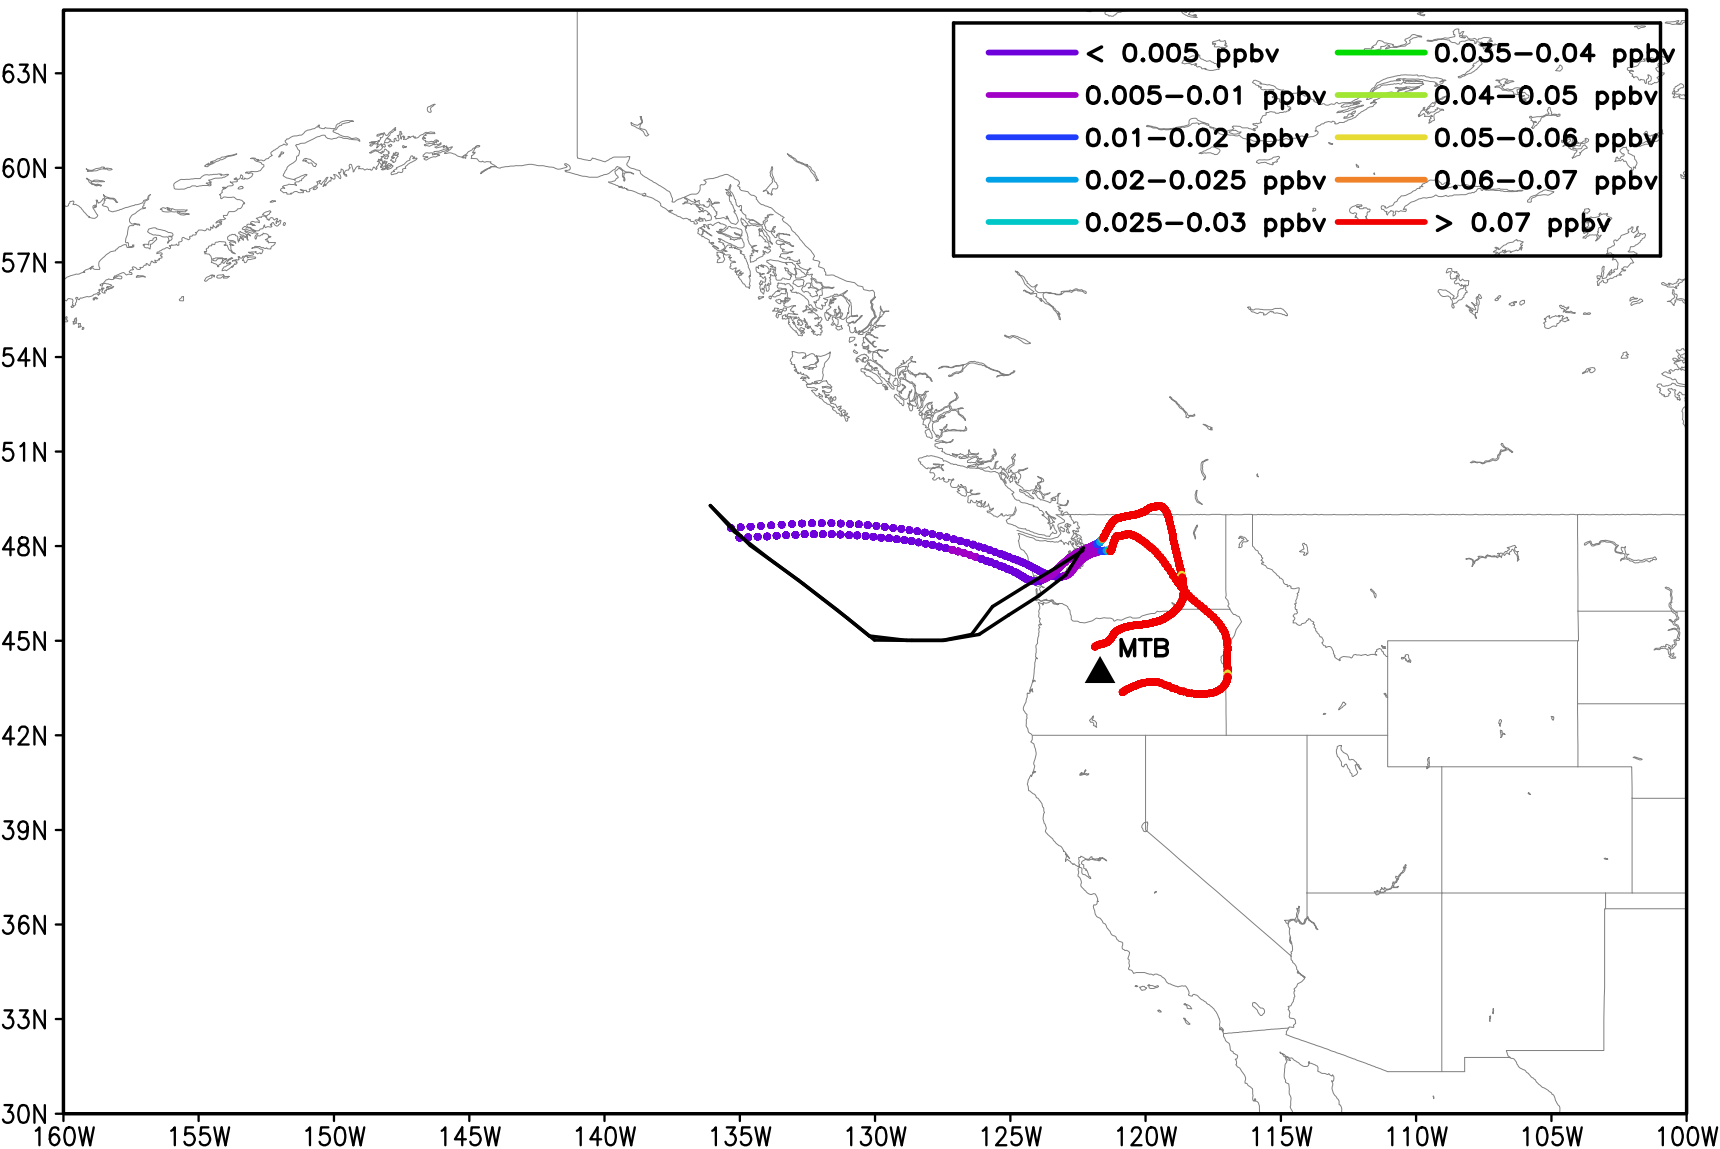 < 0.005 ppbv
0.005-0.01 ppbv
0.01-0.02 ppbv
0.02-0.025 ppbv
0.025-0.03 ppbv
0.035-0.04 ppbv
0.04-0.05 ppbv
0.05-0.06 ppbv
0.06-0.07 ppbv
> 0.07 ppbv
63N
60N
57N
54N
51N
48N
45N
42N
39N
36N
33N
30N
MTB
160W 155W 150W 145W 140W 135W 130W 125W 120W 115W 110W 105W 100W